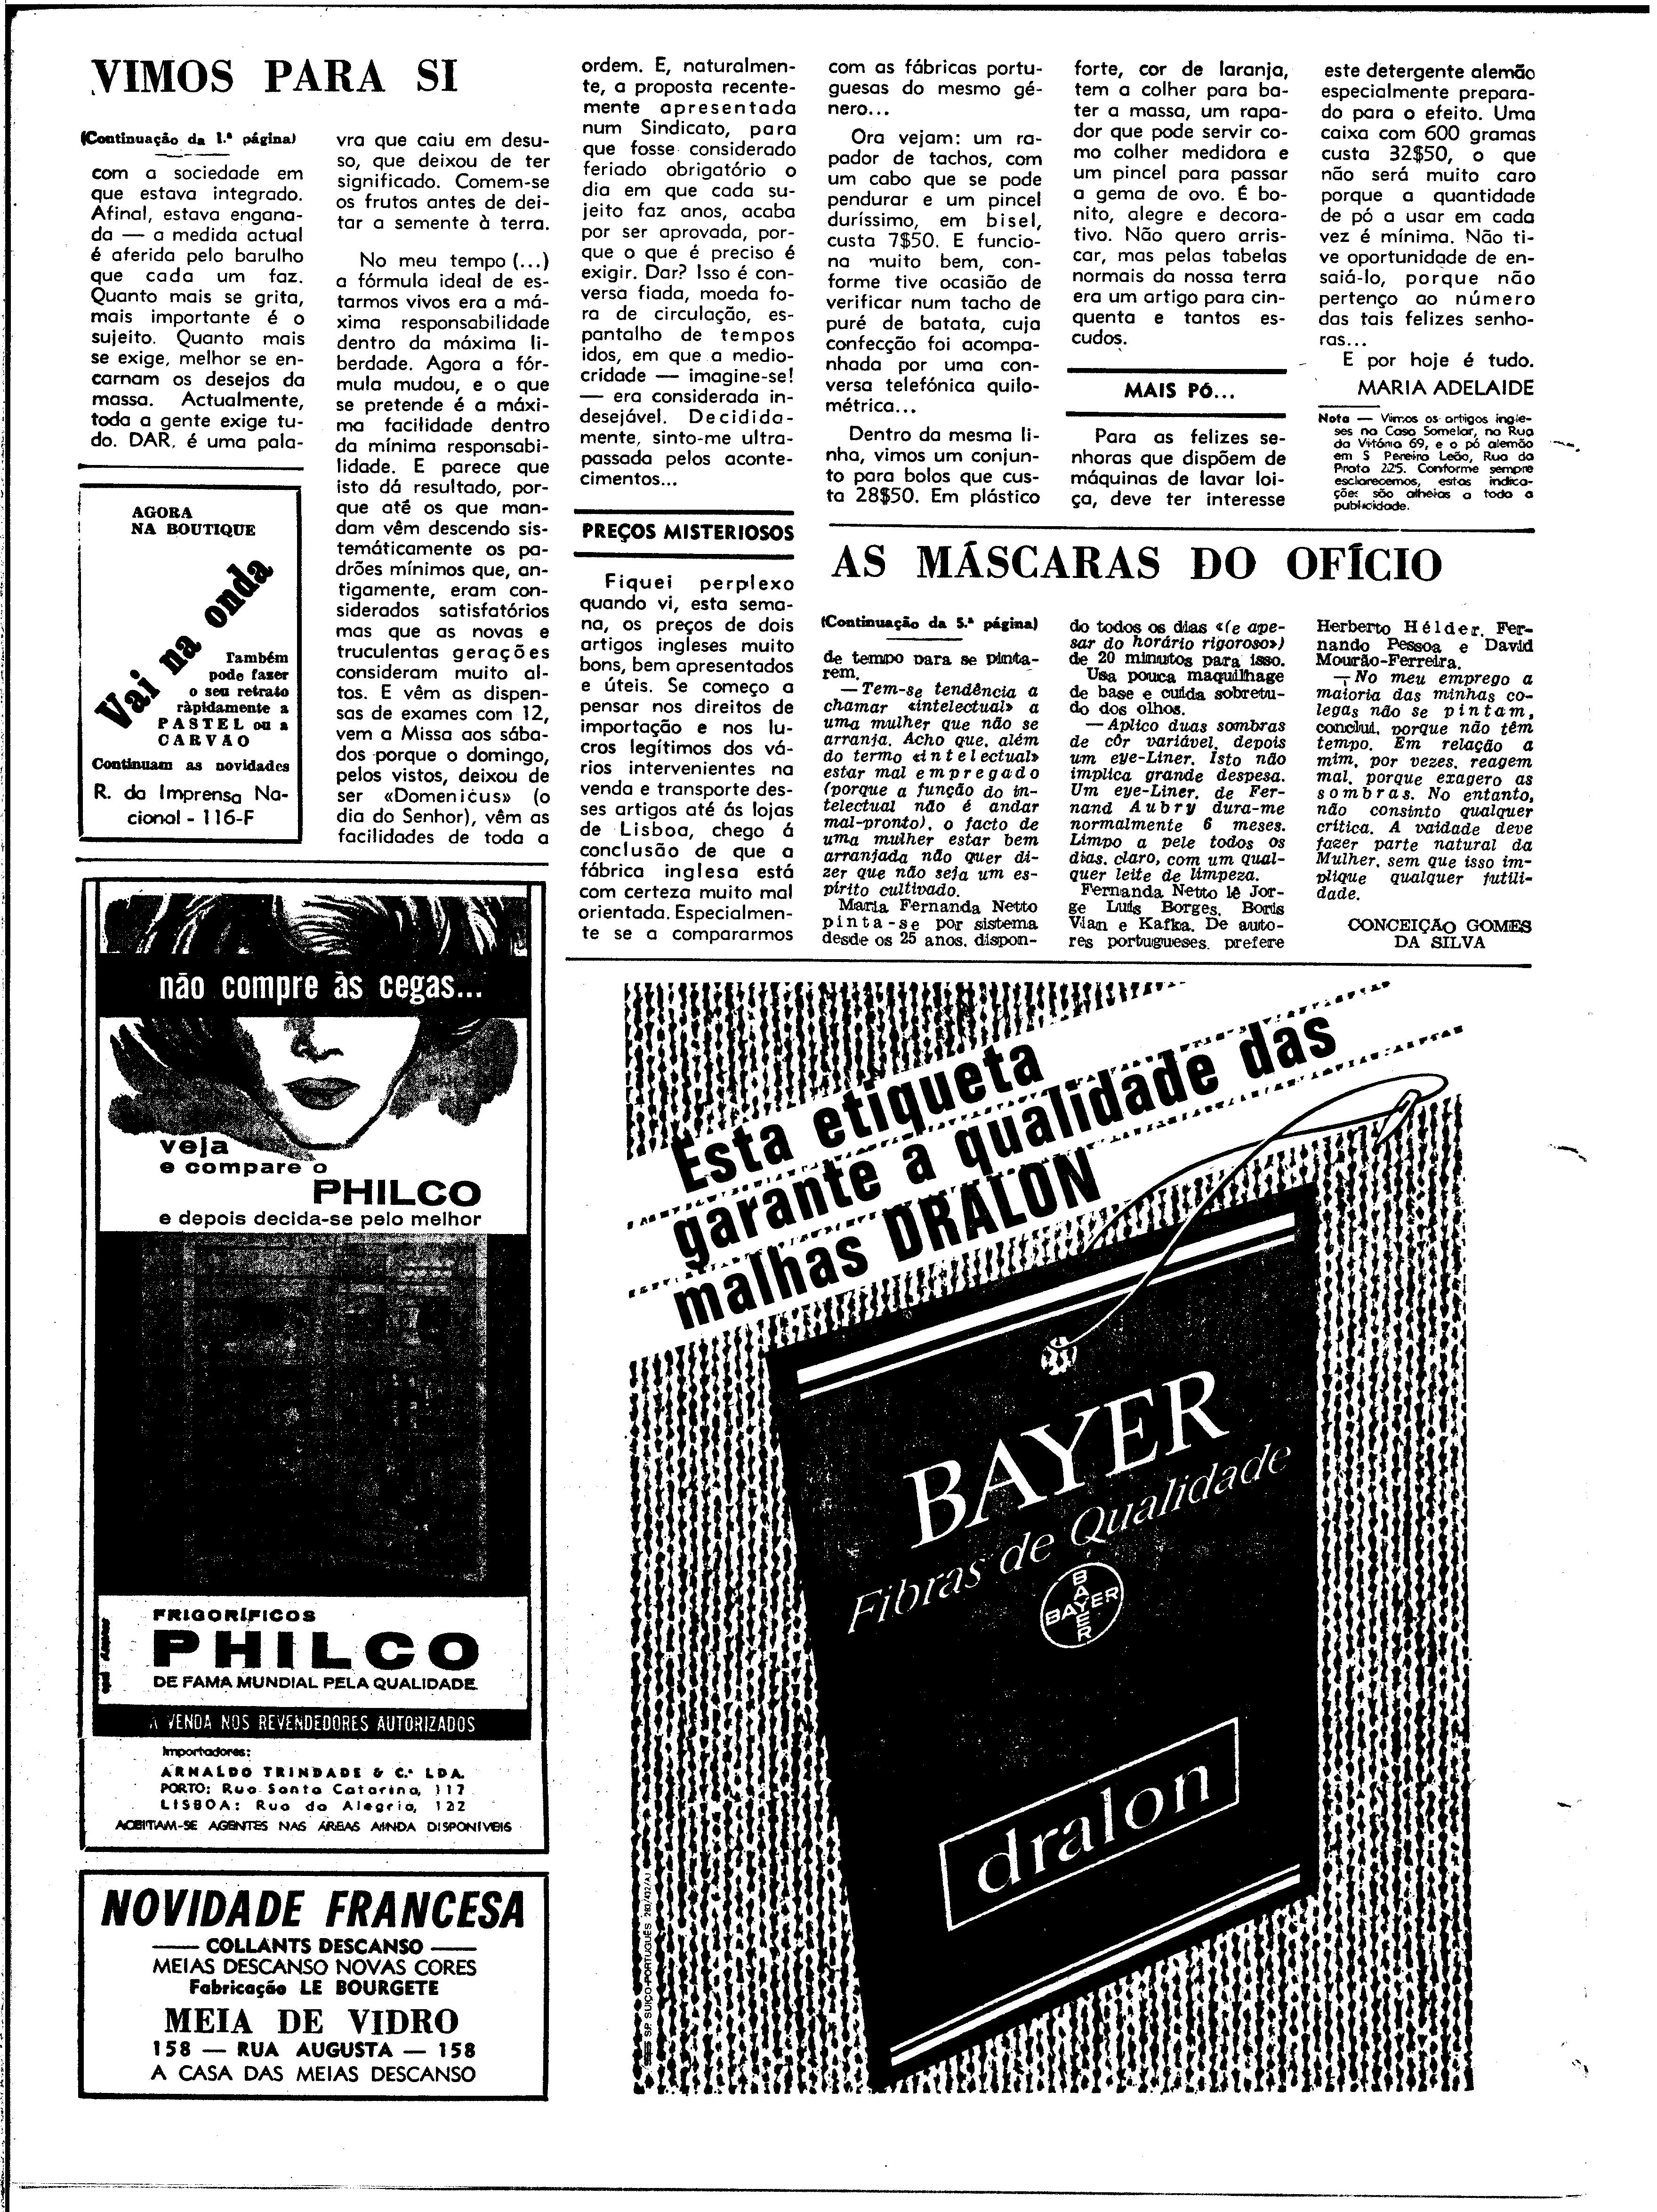 VIMOS PARA SI
(Continuação da 1.ª página)
com a sociedade em
que estava integrado.
Afinal, estava engana-
da — a medida actual
é aferida pelo barulho
que cada um faz.
Quanto mais se grita,
mais importante é o
sujeito. Quanto mais
se exige, melhor se en-
carnam os desejos da
massa. Actualmente,
toda a gente exige tu-
do. DAR, é uma pala-
vra que caiu em desu-
so, que deixou de ter
significado. Comem-se
os frutos antes de dei-
tar a semente à terra.
No meu tempo (...)
a fórmula ideal de es-
tarmos vivos era a má-
xima responsabilidade
dentro da máxima li-
berdade. Agora a fór-
mula mudou, e o que
se pretende é a máxi-
ma facilidade dentro
da mínima responsabi-
lidade. E parece que
isto dá resultado, por-
que até os que man-
dam vêm descendo sis-
temáticamente os pa-
drões mínimos que, an-
tigamente, eram con-
siderados satisfatórios
mas que as novas e
truculentas gerações
consideram muito al-
tos. E vêm as dispen-
sas de exames com 12,
vem a Missa aos sába-
dos porque o domingo,
pelos vistos, deixou de
ser «Domenicus» (o
dia do Senhor), vêm as
facilidades de toda a
ordem. E, naturalmen-
te, a proposta recente-
mente apresentada
num Sindicato, para
que fosse considerado
feriado obrigatório o
dia em que cada su-
jeito faz anos, acaba
por ser aprovada, por-
que o que é preciso é
exigir. Dar? Isso é con-
versa fiada, moeda fo-
ra de circulação, es-
pantalho de tempos
idos, em que a medio-
cridade — imagine-se!
— era considerada in-
desejável. Decidida-
mente, sinto-me ultra-
passada pelos aconte-
cimentos...
PREÇOS MISTERIOSOS
Fiquei perplexo
quando vi, esta sema-
na, os preços de dois
artigos ingleses muito
bons, bem apresentados
e úteis. Se começo a
pensar nos direitos de
importação e nos lu-
cros legítimos dos vá-
rios intervenientes na
venda e transporte des-
ses artigos até ás lojas
de Lisboa, chego á
conclusão de que a
fábrica inglesa está
com certeza muito mal
orientada. Especialmen-
te se a compararmos
com as fábricas portu-
guesas do mesmo gé-
nero...
Ora vejam: um ra-
pador de tachos, com
um cabo que se pode
pendurar e um pincel
duríssimo, em bisel,
custa 7$50. E funcio-
na muito bem, con-
forme tive ocasião de
verificar num tacho de
puré de batata, cuja
confecção foi acompa-
nhada por uma con-
versa telefónica quilo-
métrica...
Dentro da mesma li-
nha, vimos um conjun-
to para bolos que cus-
ta 28$50. Em plástico
forte, cor de laranja,
tem a colher para ba-
ter a massa, um rapa-
dor que pode servir co-
mo colher medidora e
um pincel para passar
a gema de ovo. É bo-
nito, alegre e decora-
tivo. Não quero arris-
car, mas pelas tabelas
normais da nossa terra
era um artigo para cin-
quenta e tantos es-
cudos.
MAIS PÓ...
Para as felizes se-
nhoras que dispõem de
máquinas de lavar loi-
ça, deve ter interesse
este detergente alemão
especialmente prepara-
do para o efeito. Uma
caixa com 600 gramas
custa 32$50, o que
não será muito caro
porque a quantidade
de pó a usar em cada
vez é mínima. Não ti-
ve oportunidade de en-
saiá-lo, porque não
pertenço ao número
das tais felizes senho-
ras...
E por hoje é tudo.
MARIA ADELAIDE
Nota — Vimos os artigos ingle-
ses na Casa Somelar, na Rua
da Vitória 69, e o pó alemão
em S Pereira Leão, Rua da
Prata 225. Conforme sempre
esclarecemos, estas indica-
ções são alheias a toda a
publicidade.
AGORA
NA BOUTIQUE
Vai na onda
Também
pode fazer
o seu retrato
ràpidamente a
PASTEL ou a
CARVAO
Continuam as novidades
R. da Imprensa Na-
cional - 116-F
AS MÁSCARAS DO OFÍCIO
(Continuação da 5.ª página)
de tempo para se pinta-
rem.
— Tem-se tendência a
chamar «intelectual» a
uma mulher que não se
arranja. Acho que, além
do termo «intelectual»
estar mal empregado
(porque a função do in-
telectual não é andar
mal-pronto), o facto de
uma mulher estar bem
arranjada não quer di-
zer que não seja um es-
pírito cultivado.
Maria Fernanda Netto
pinta-se por sistema
desde os 25 anos, dispon-
do todos os dias «(e ape-
sar do horário rigoroso»)
de 20 minutos para isso.
Usa pouca maquilhage
de base e cuida sobretu-
do dos olhos.
— Aplico duas sombras
de côr variável, depois
um eye-Liner. Isto não
implica grande despesa.
Um eye-Liner, de Fer-
nand Aubry dura-me
normalmente 6 meses.
Limpo a pele todos os
dias, claro, com um qual-
quer leite de limpeza.
Fernanda Netto lê Jor-
ge Luís Borges, Boris
Vian e Kafka. De auto-
res portugueses, prefere
Herberto Hélder, Fer-
nando Pessoa e David
Mourão-Ferreira.
— No meu emprego a
maioria das minhas co-
legas não se pintam,
conclui, porque não têm
tempo. Em relação a
mim, por vezes, reagem
mal, porque exagero as
sombras. No entanto,
não consinto qualquer
crítica. A vaidade deve
fazer parte natural da
Mulher, sem que isso im-
plique qualquer futili-
dade.
CONCEIÇÃO GOMES
DA SILVA
não compre às cegas...
veja
e compare o
PHILCO
e depois decida-se pelo melhor
FRIGORÍFICOS
PHILCO
DE FAMA MUNDIAL PELA QUALIDADE
À VENDA NOS REVENDEDORES AUTORIZADOS
Importadores:
ARNALDO TRINDADE & C.ª LDA.
PORTO: Rua Santa Catarina, 117
LISBOA: Rua da Alegria, 122
ACEITAM-SE AGENTES NAS ÁREAS AINDA DISPONÍVEIS
NOVIDADE FRANCESA
— COLLANTS DESCANSO —
MEIAS DESCANSO NOVAS CORES
Fabricação LE BOURGETE
MEIA DE VIDRO
158 — RUA AUGUSTA — 158
A CASA DAS MEIAS DESCANSO
Esta etiqueta
garante a qualidade das
malhas DRALON
BAYER
Fibras de Qualidade
BAYER
BAYER
dralon
S.P. SUIÇO-PORTUGUÊS